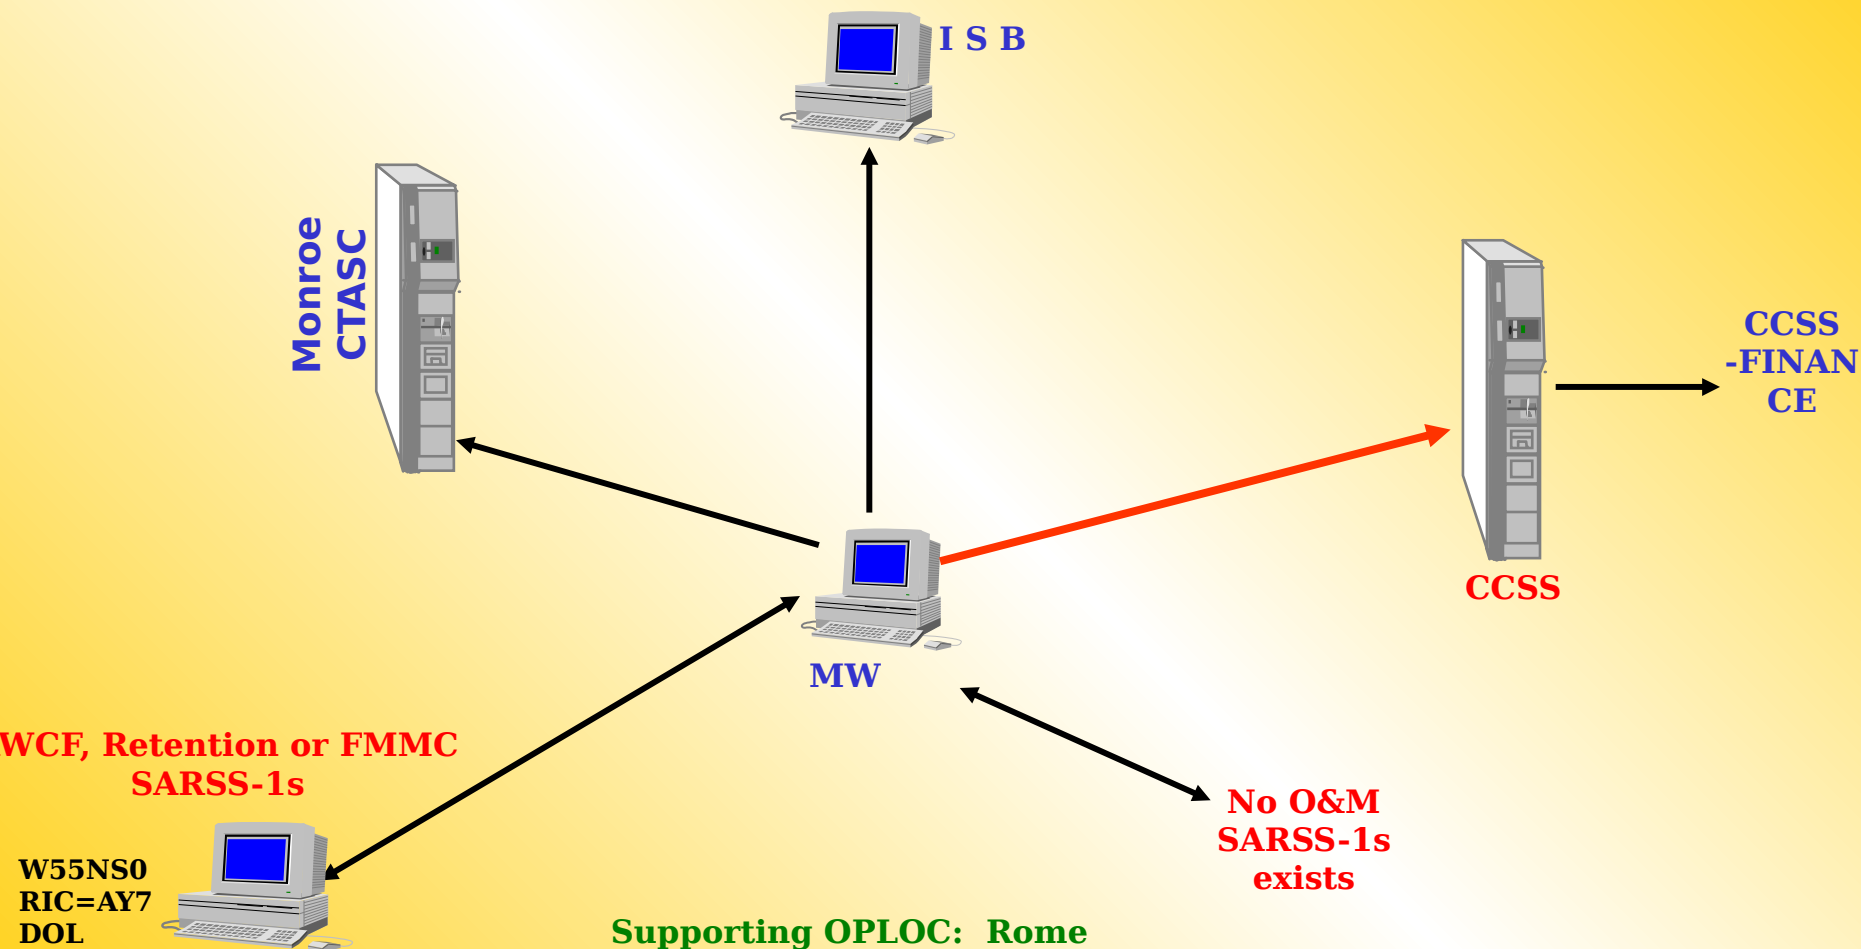 I S B
Monroe
CTASC
CCSS
-FINAN
CE
CCSS
MW
WCF, Retention or FMMC
SARSS-1s
No O&M
SARSS-1s
exists
W55NS0
RIC=AY7
DOL
Supporting OPLOC:  Rome